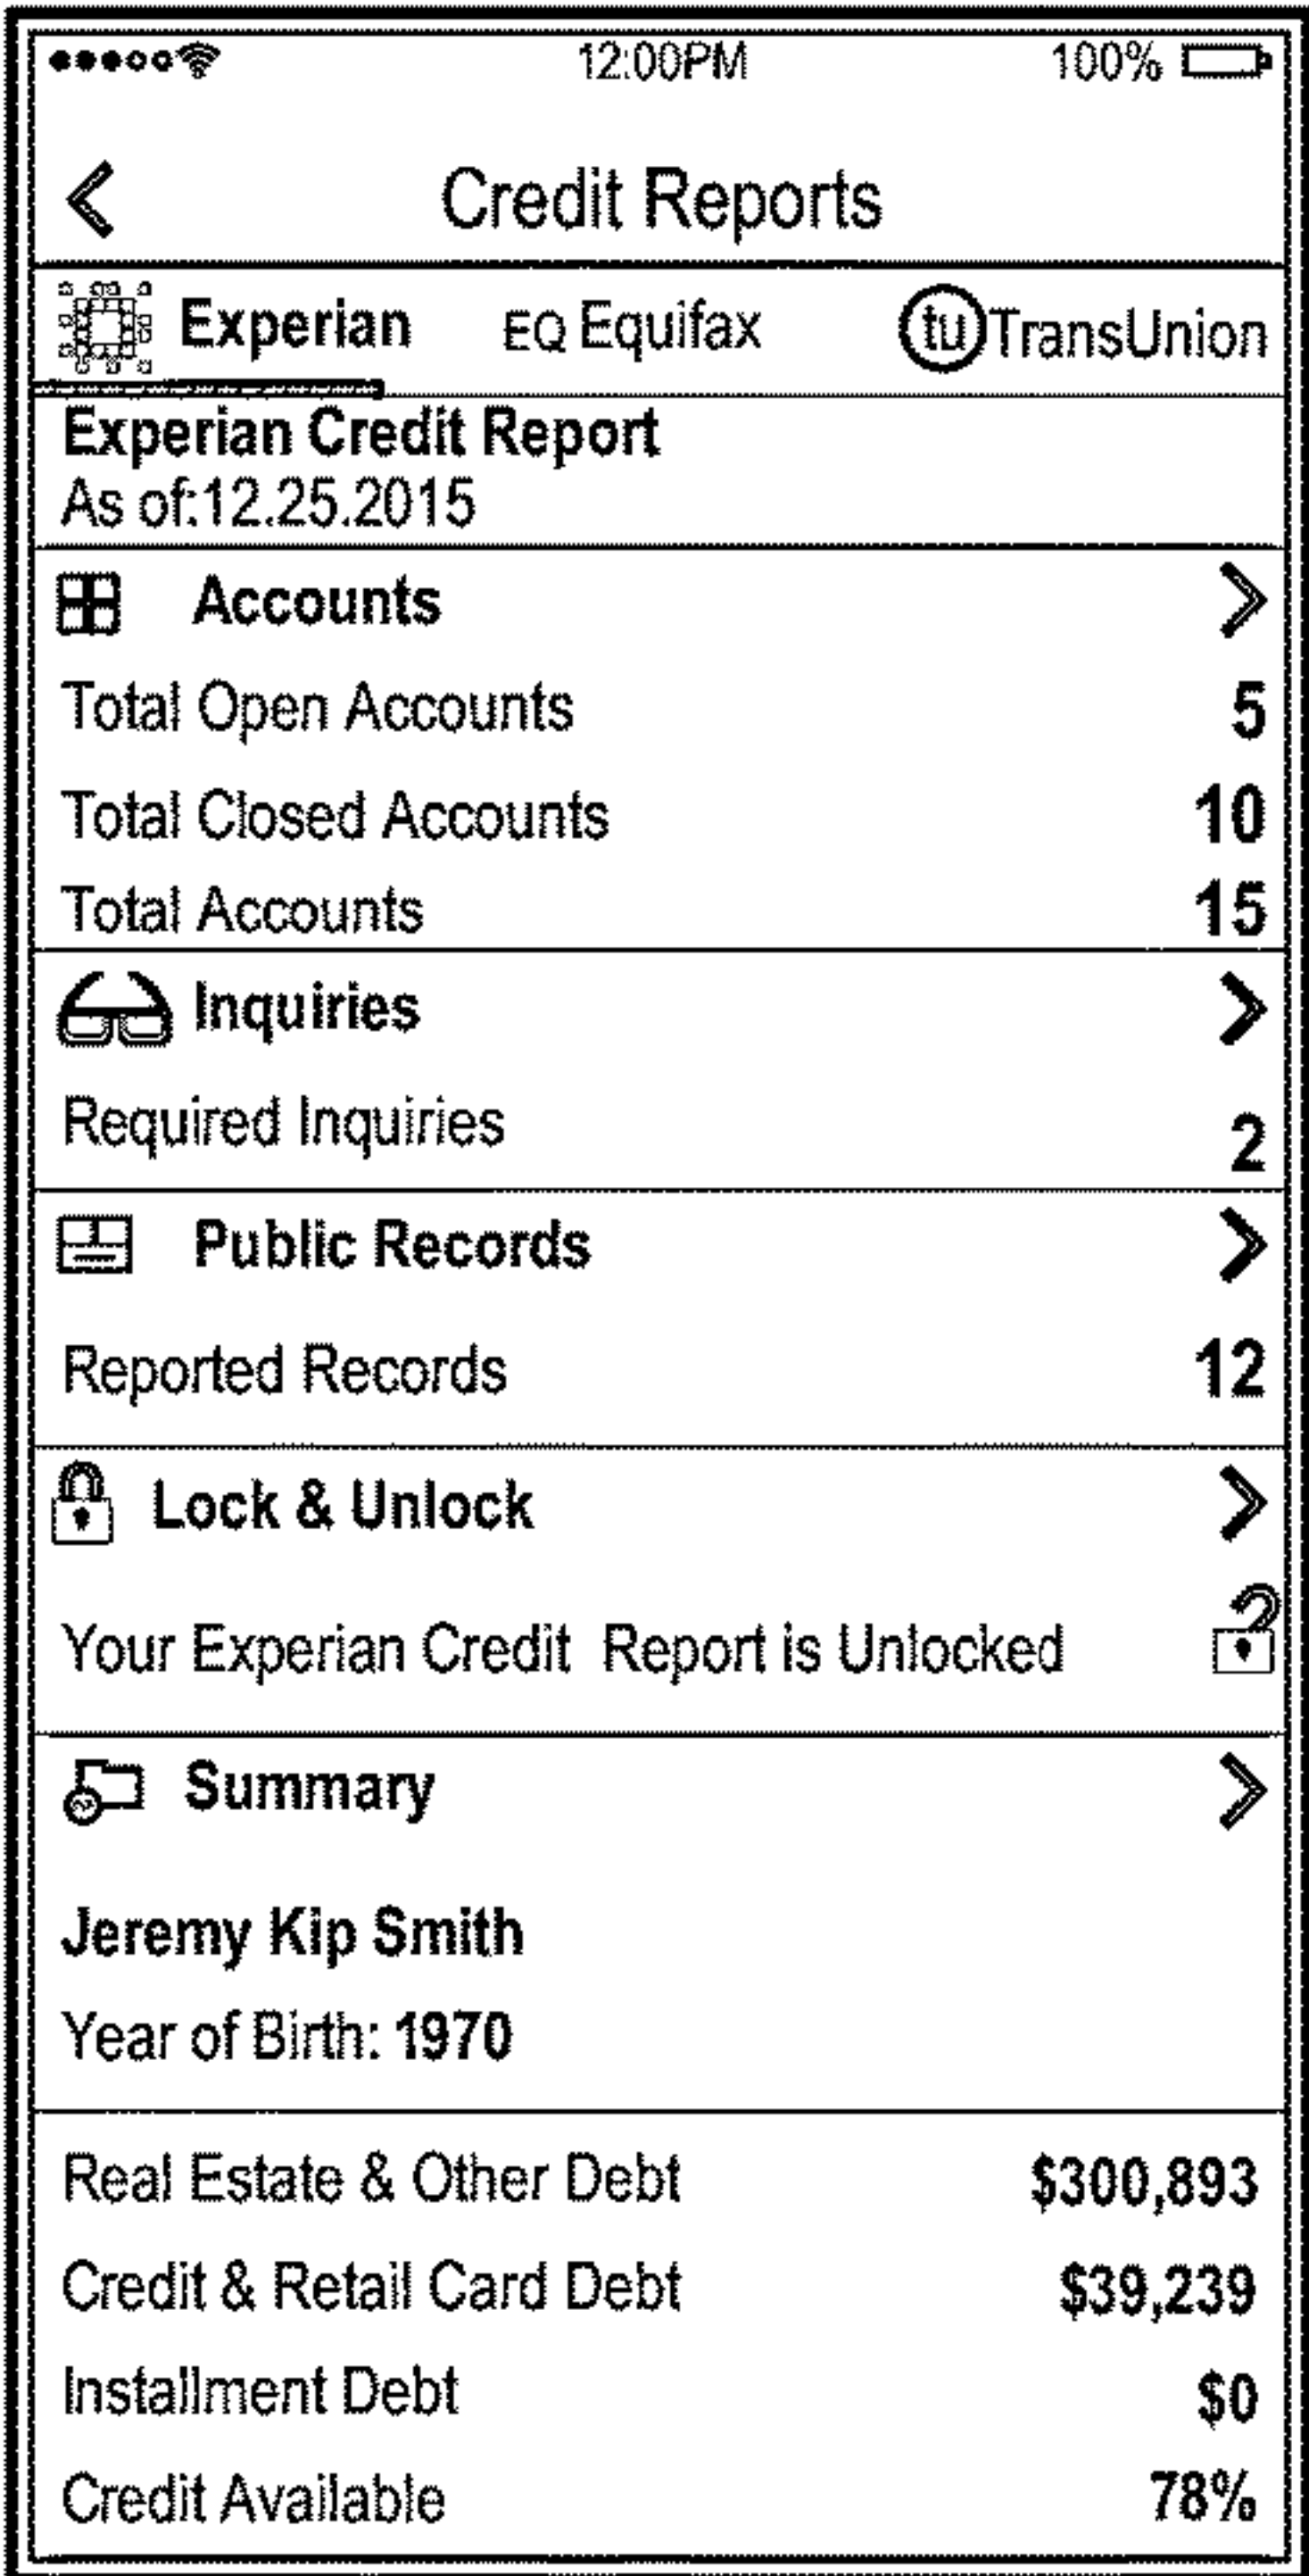 12:00PM 100%
Credit Reports
Experian EQ Equifax tu TransUnion
Experian Credit Report
As of:12.25.2015
Accounts
Total Open Accounts 5
Total Closed Accounts 10
Total Accounts 15
Inquiries
Required Inquiries 2
Public Records
Reported Records 12
Lock & Unlock
Your Experian Credit Report is Unlocked
Summary
Jeremy Kip Smith
Year of Birth: 1970
Real Estate & Other Debt $300,893
Credit & Retail Card Debt $39,239
Installment Debt $0
Credit Available 78%